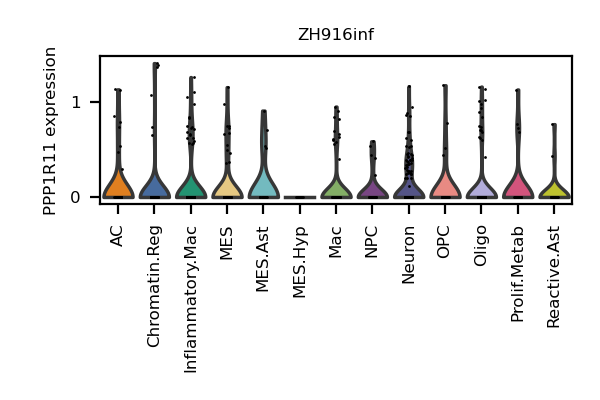 ZH916inf
PPP1R11 expression
1
0
AC
Chromatin.Reg
Inflammatory.Mac
MES
MES.Ast
MES.Hyp
Mac
NPC
Neuron
OPC
Oligo
Prolif.Metab
Reactive.Ast